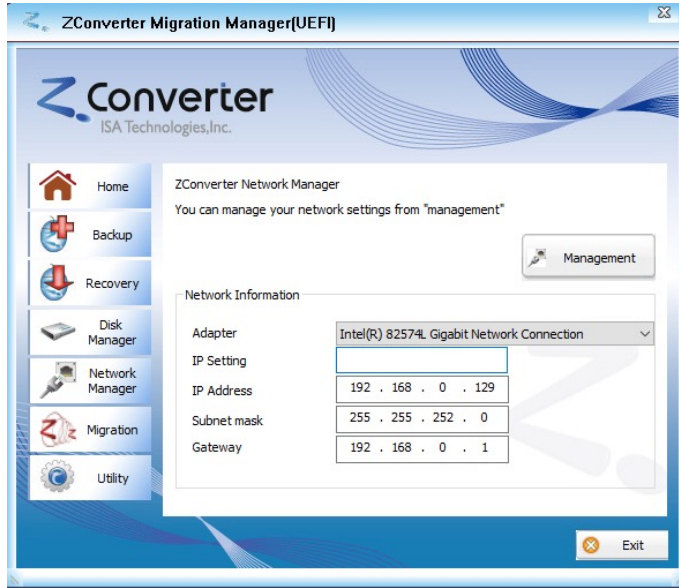 ZConverter Migration Manager(UEFI)
Z.Converter
ISA Technologies,Inc.
Home
Backup
Recovery
Disk
Manager
Network
Manager
Migration
Utility
ZConverter Network Manager
You can manage your network settings from "management"
Management
Network Information
Adapter Intel(R) 82574L Gigabit Network Connection
IP Setting
IP Address 192 . 168 . 0 . 129
Subnet mask 255 . 255 . 252 . 0
Gateway 192 . 168 . 0 . 1
Exit